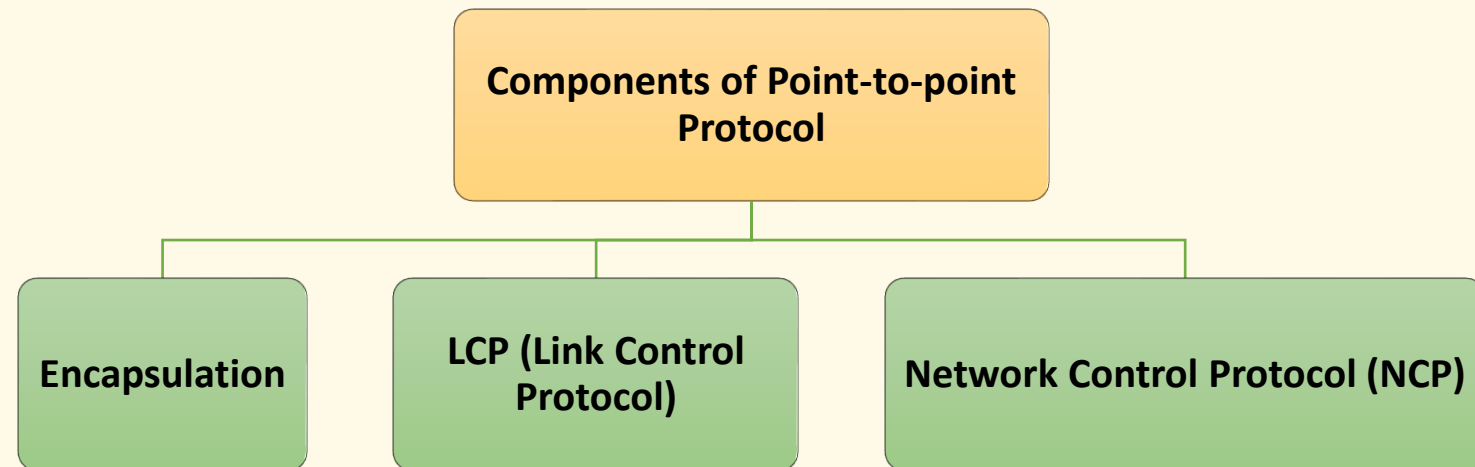 Components of Point-to-point
Protocol
Encapsulation
LCP (Link Control
Protocol)
Network Control Protocol (NCP)